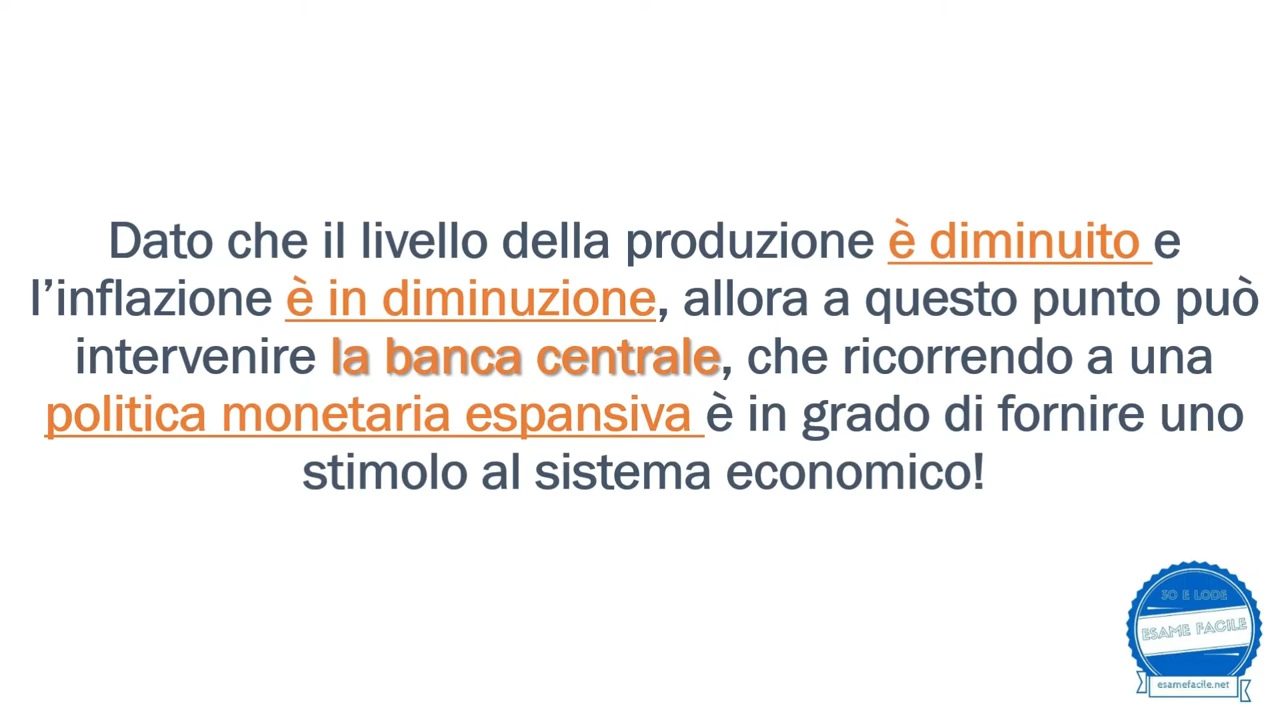 Dato che il livello della produzione è diminuito e
l’inflazione è in diminuzione, allora a questo punto può
intervenire la banca centrale, che ricorrendo a una
politica monetaria espansiva è in grado di fornire uno
stimolo al sistema economico!
30 E LODE
ESAME FACILE
esamefacile.net